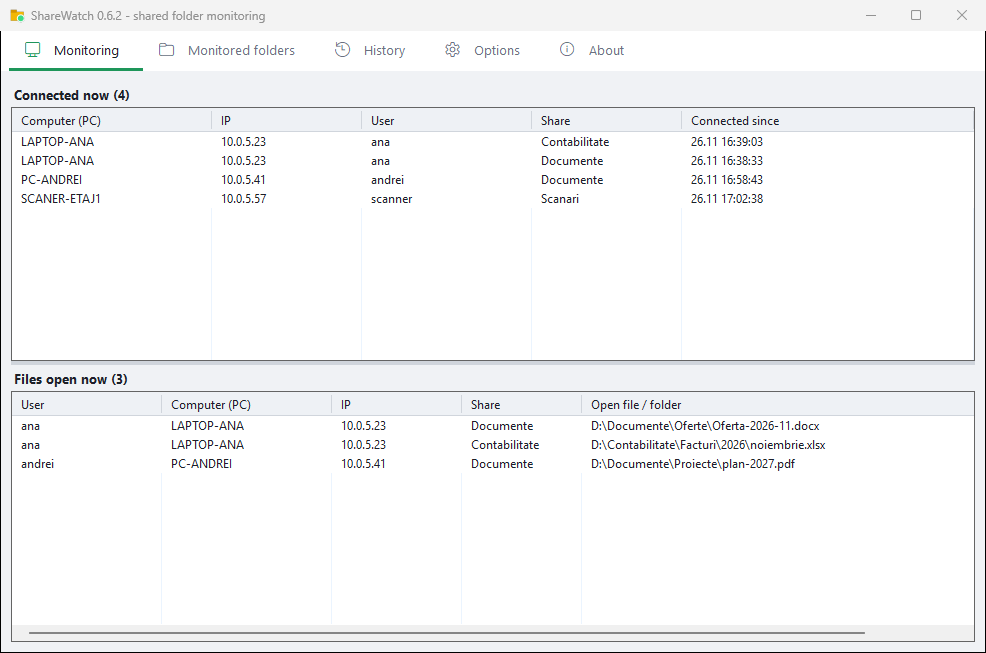 ShareWatch 0.6.2 - shared folder monitoring
Monitoring Monitored folders History Options About
Connected now (4)
Computer (PC) IP User Share Connected since
LAPTOP-ANA 10.0.5.23 ana Contabilitate 26.11 16:39:03
LAPTOP-ANA 10.0.5.23 ana Documente 26.11 16:38:33
PC-ANDREI 10.0.5.41 andrei Documente 26.11 16:58:43
SCANER-ETAJ1 10.0.5.57 scanner Scanari 26.11 17:02:38
Files open now (3)
User Computer (PC) IP Share Open file / folder
ana LAPTOP-ANA 10.0.5.23 Documente D:\Documente\Oferte\Oferta-2026-11.docx
ana LAPTOP-ANA 10.0.5.23 Contabilitate D:\Contabilitate\Facturi\2026\noiembrie.xlsx
andrei PC-ANDREI 10.0.5.41 Documente D:\Documente\Proiecte\plan-2027.pdf